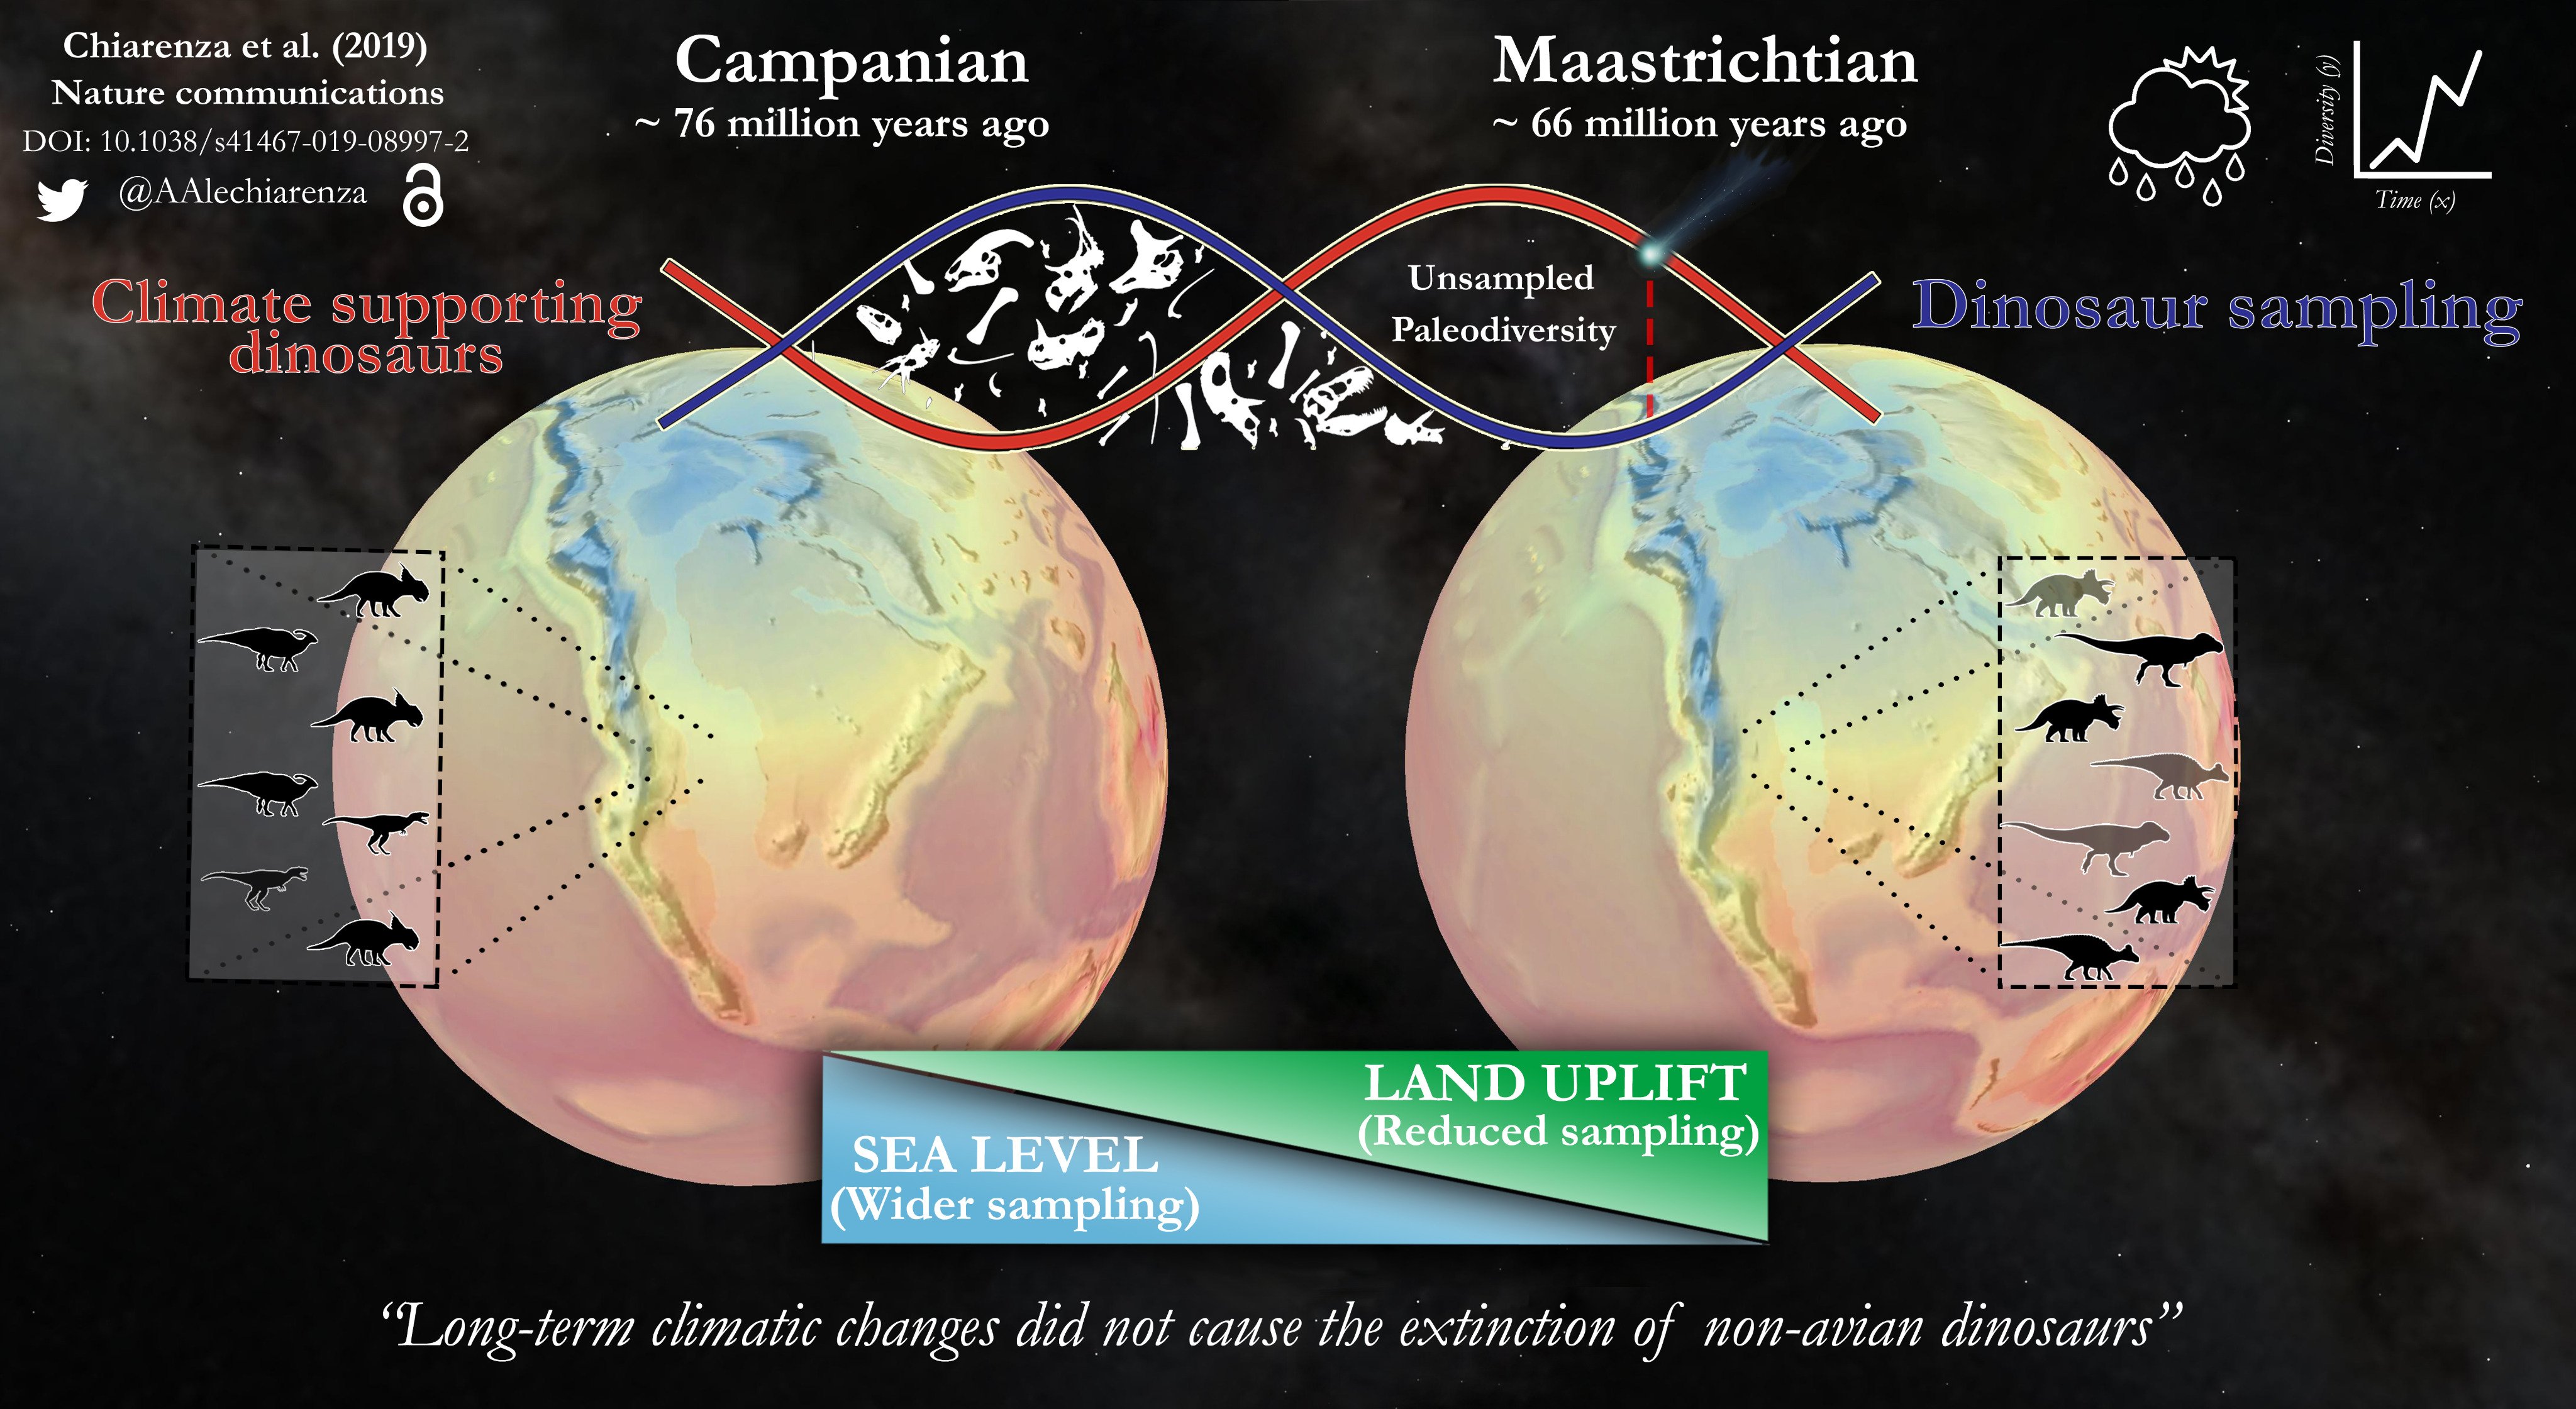 Chiarenza et al. (2019)
Nature communications
DOI: 10.1038/s41467-019-08997-2
@AAlechiarenza
Campanian
~ 76 million years ago
Maastrichtian
~ 66 million years ago
Diversity (y)
Time (x)
Climate supporting
dinosaurs
Unsampled
Paleodiversity
Dinosaur sampling
LAND UPLIFT
(Reduced sampling)
SEA LEVEL
(Wider sampling)
“Long-term climatic changes did not cause the extinction of non-avian dinosaurs”